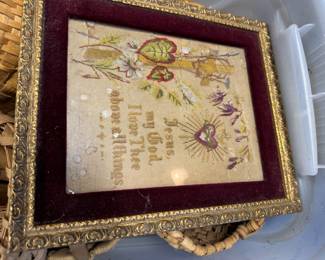 Jesus,
my God,
I love Thee
above all things